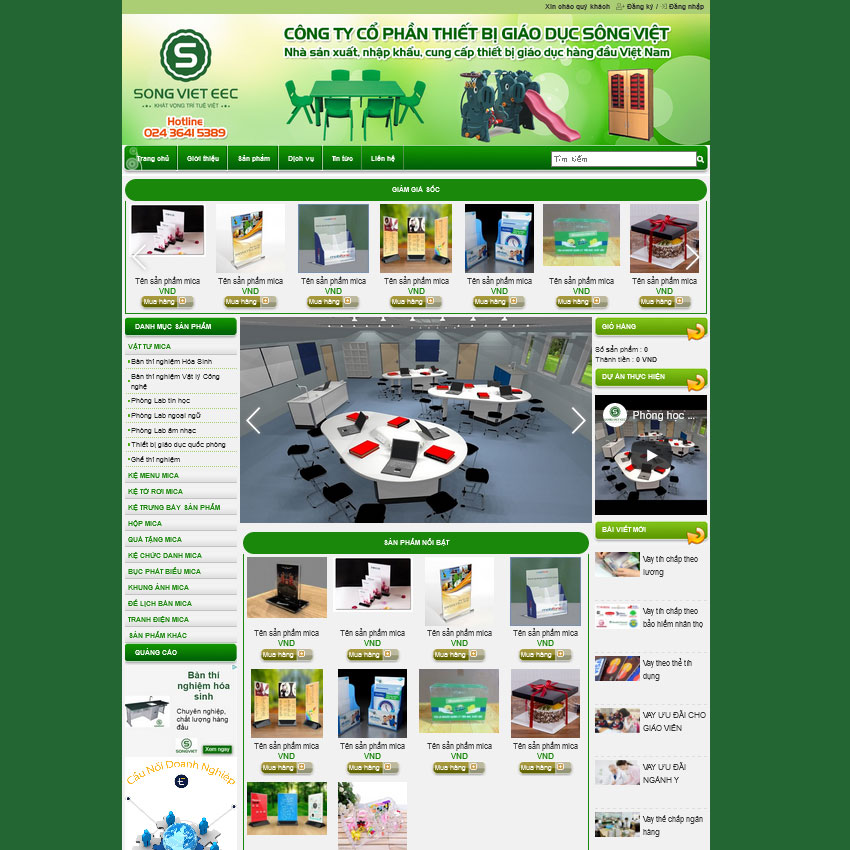 Xin chào quý khách Đăng ký / Đăng nhập
CÔNG TY CỔ PHẦN THIẾT BỊ GIÁO DỤC SÔNG VIỆT
Nhà sản xuất, nhập khẩu, cung cấp thiết bị giáo dục hàng đầu Việt Nam
S
SONG VIET EEC
KHÁT VỌNG TRÍ TUỆ VIỆT
Hotline
024 3641 5389
Trang chủ Giới thiệu Sản phẩm Dịch vụ Tin tức Liên hệ Tìm kiếm
GIẢM GIÁ SỐC
Tên sản phẩm mica Tên sản phẩm mica Tên sản phẩm mica Tên sản phẩm mica Tên sản phẩm mica Tên sản phẩm mica Tên sản phẩm mica
VND VND VND VND VND VND VND
Mua hàng Mua hàng Mua hàng Mua hàng Mua hàng Mua hàng Mua hàng
DANH MỤC SẢN PHẨM
VẬT TƯ MICA
Bàn thí nghiệm Hóa Sinh
Bàn thí nghiệm Vật lý Công
nghệ
Phòng Lab tin học
Phòng Lab ngoại ngữ
Phòng Lab âm nhạc
Thiết bị giáo dục quốc phòng
Ghế thí nghiệm
KỆ MENU MICA
KỆ TỜ RƠI MICA
KỆ TRƯNG BÀY SẢN PHẨM
HỘP MICA
QUÀ TẶNG MICA
KỆ CHỨC DANH MICA
BỤC PHÁT BIỂU MICA
KHUNG ẢNH MICA
ĐẾ LỊCH BÀN MICA
TRANH ĐIỆN MICA
SẢN PHẨM KHÁC
QUẢNG CÁO
Bàn thí
nghiệm hóa
sinh
Chuyên nghiệp,
chất lượng hàng
đầu
SONGVIET
Xem ngay
Cầu Nối Doanh Nghiệp
SẢN PHẨM NỔI BẬT
Tên sản phẩm mica Tên sản phẩm mica Tên sản phẩm mica Tên sản phẩm mica
VND VND VND VND
Mua hàng Mua hàng Mua hàng Mua hàng
Tên sản phẩm mica Tên sản phẩm mica Tên sản phẩm mica Tên sản phẩm mica
VND VND VND VND
Mua hàng Mua hàng Mua hàng Mua hàng
GIỎ HÀNG
Số sản phẩm : 0
Thành tiền : 0 VND
DỰ ÁN THỰC HIỆN
Phòng học ...
BÀI VIẾT MỚI
Vay tín chấp theo
lương
Vay tín chấp theo
bảo hiểm nhân thọ
Vay theo thẻ tín
dụng
VAY ƯU ĐÃI CHO
GIÁO VIÊN
VAY ƯU ĐÃI
NGÀNH Y
Vay thế chấp ngân
hàng